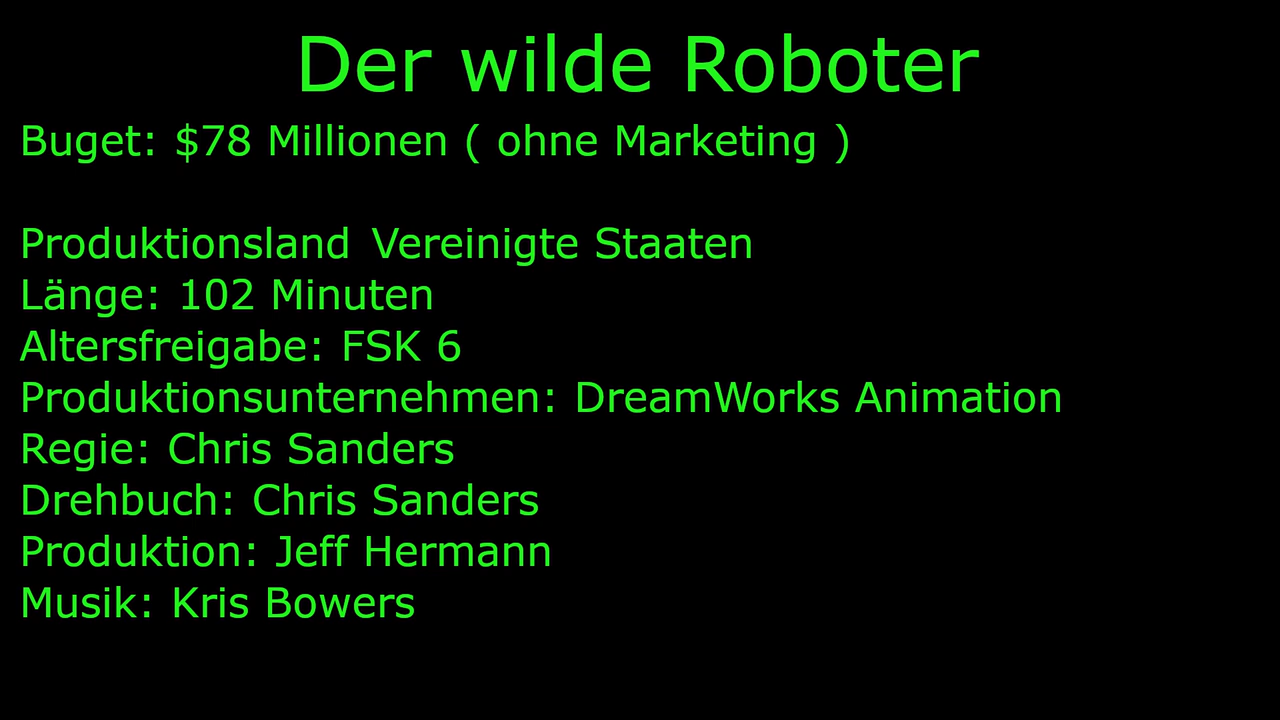 Der wilde Roboter
Buget: $78 Millionen ( ohne Marketing )
Produktionsland Vereinigte Staaten
Länge: 102 Minuten
Altersfreigabe: FSK 6
Produktionsunternehmen: DreamWorks Animation
Regie: Chris Sanders
Drehbuch: Chris Sanders
Produktion: Jeff Hermann
Musik: Kris Bowers